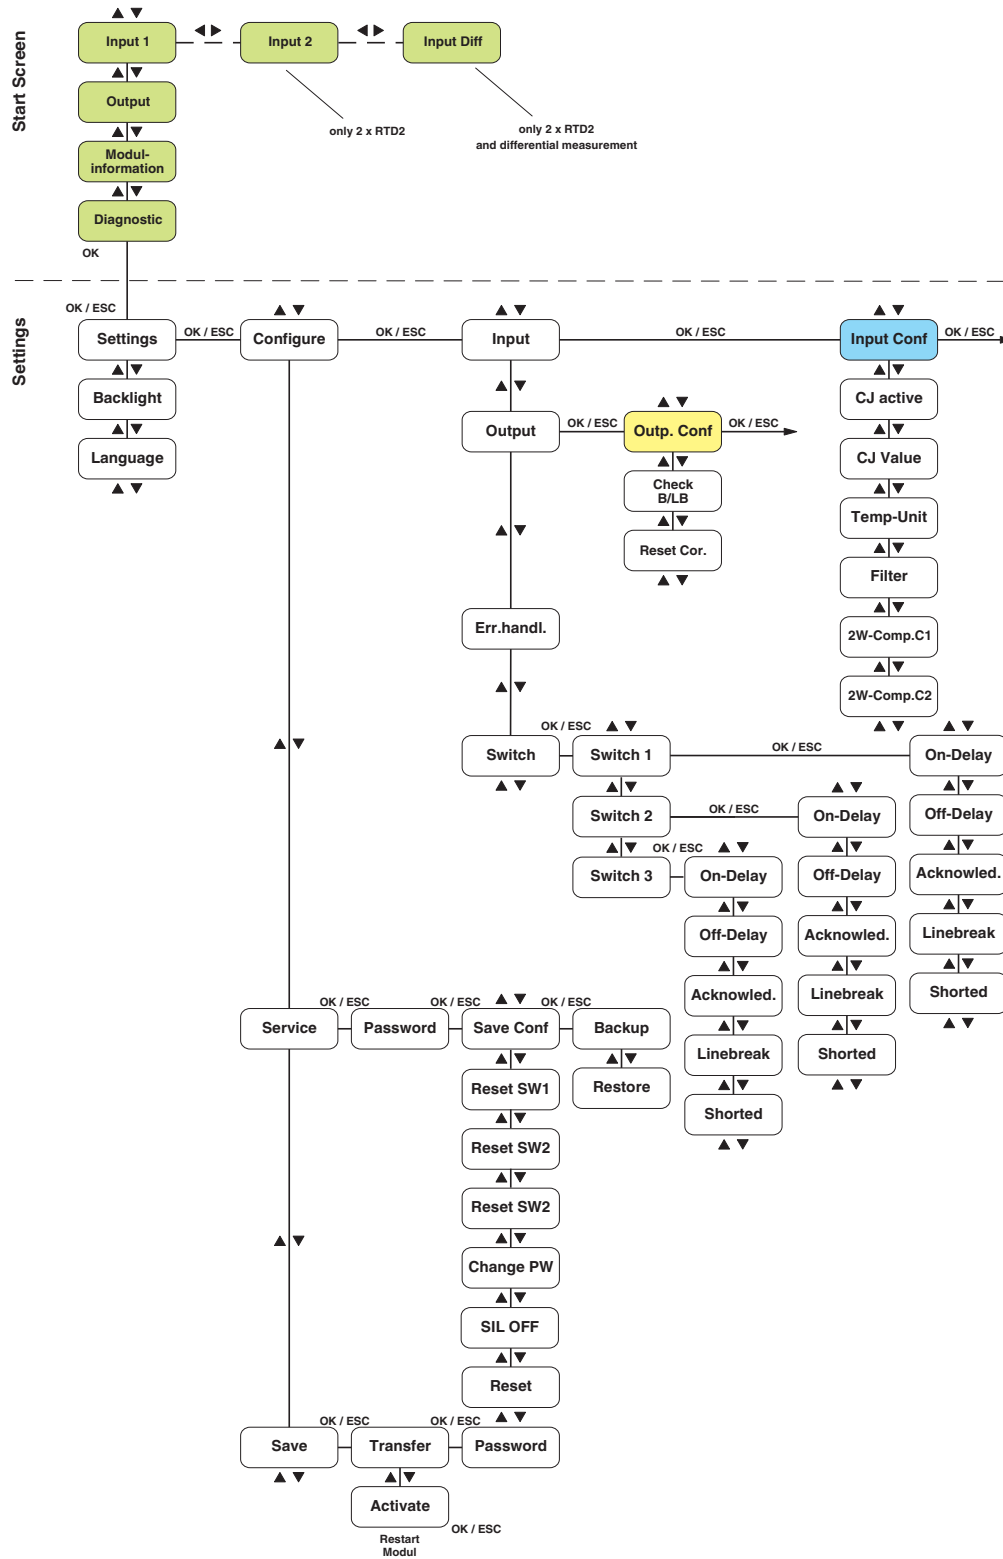 Start Screen
Input 1
Input 2
Input Diff
Output
only 2 x RTD2
only 2 x RTD2
and differential measurement
Modul-
information
Diagnostic
OK
Settings
OK / ESC
Settings
OK / ESC
Configure
OK / ESC
Input
OK / ESC
Input Conf
OK / ESC
Backlight
Language
Output
OK / ESC
Outp. Conf
OK / ESC
Check
B/LB
Reset Cor.
CJ active
CJ Value
Temp-Unit
Filter
2W-Comp.C1
2W-Comp.C2
Err.handl.
Switch
OK / ESC
Switch 1
OK / ESC
On-Delay
Off-Delay
Acknowled.
Linebreak
Shorted
Switch 2
OK / ESC
On-Delay
Off-Delay
Acknowled.
Linebreak
Shorted
Switch 3
OK / ESC
On-Delay
Off-Delay
Acknowled.
Linebreak
Shorted
Service
OK / ESC
Password
OK / ESC
Save Conf
OK / ESC
Backup
Restore
Reset SW1
Reset SW2
Reset SW2
Change PW
SIL OFF
Reset
Save
OK / ESC
Transfer
OK / ESC
Password
Activate
OK / ESC
Restart
Modul